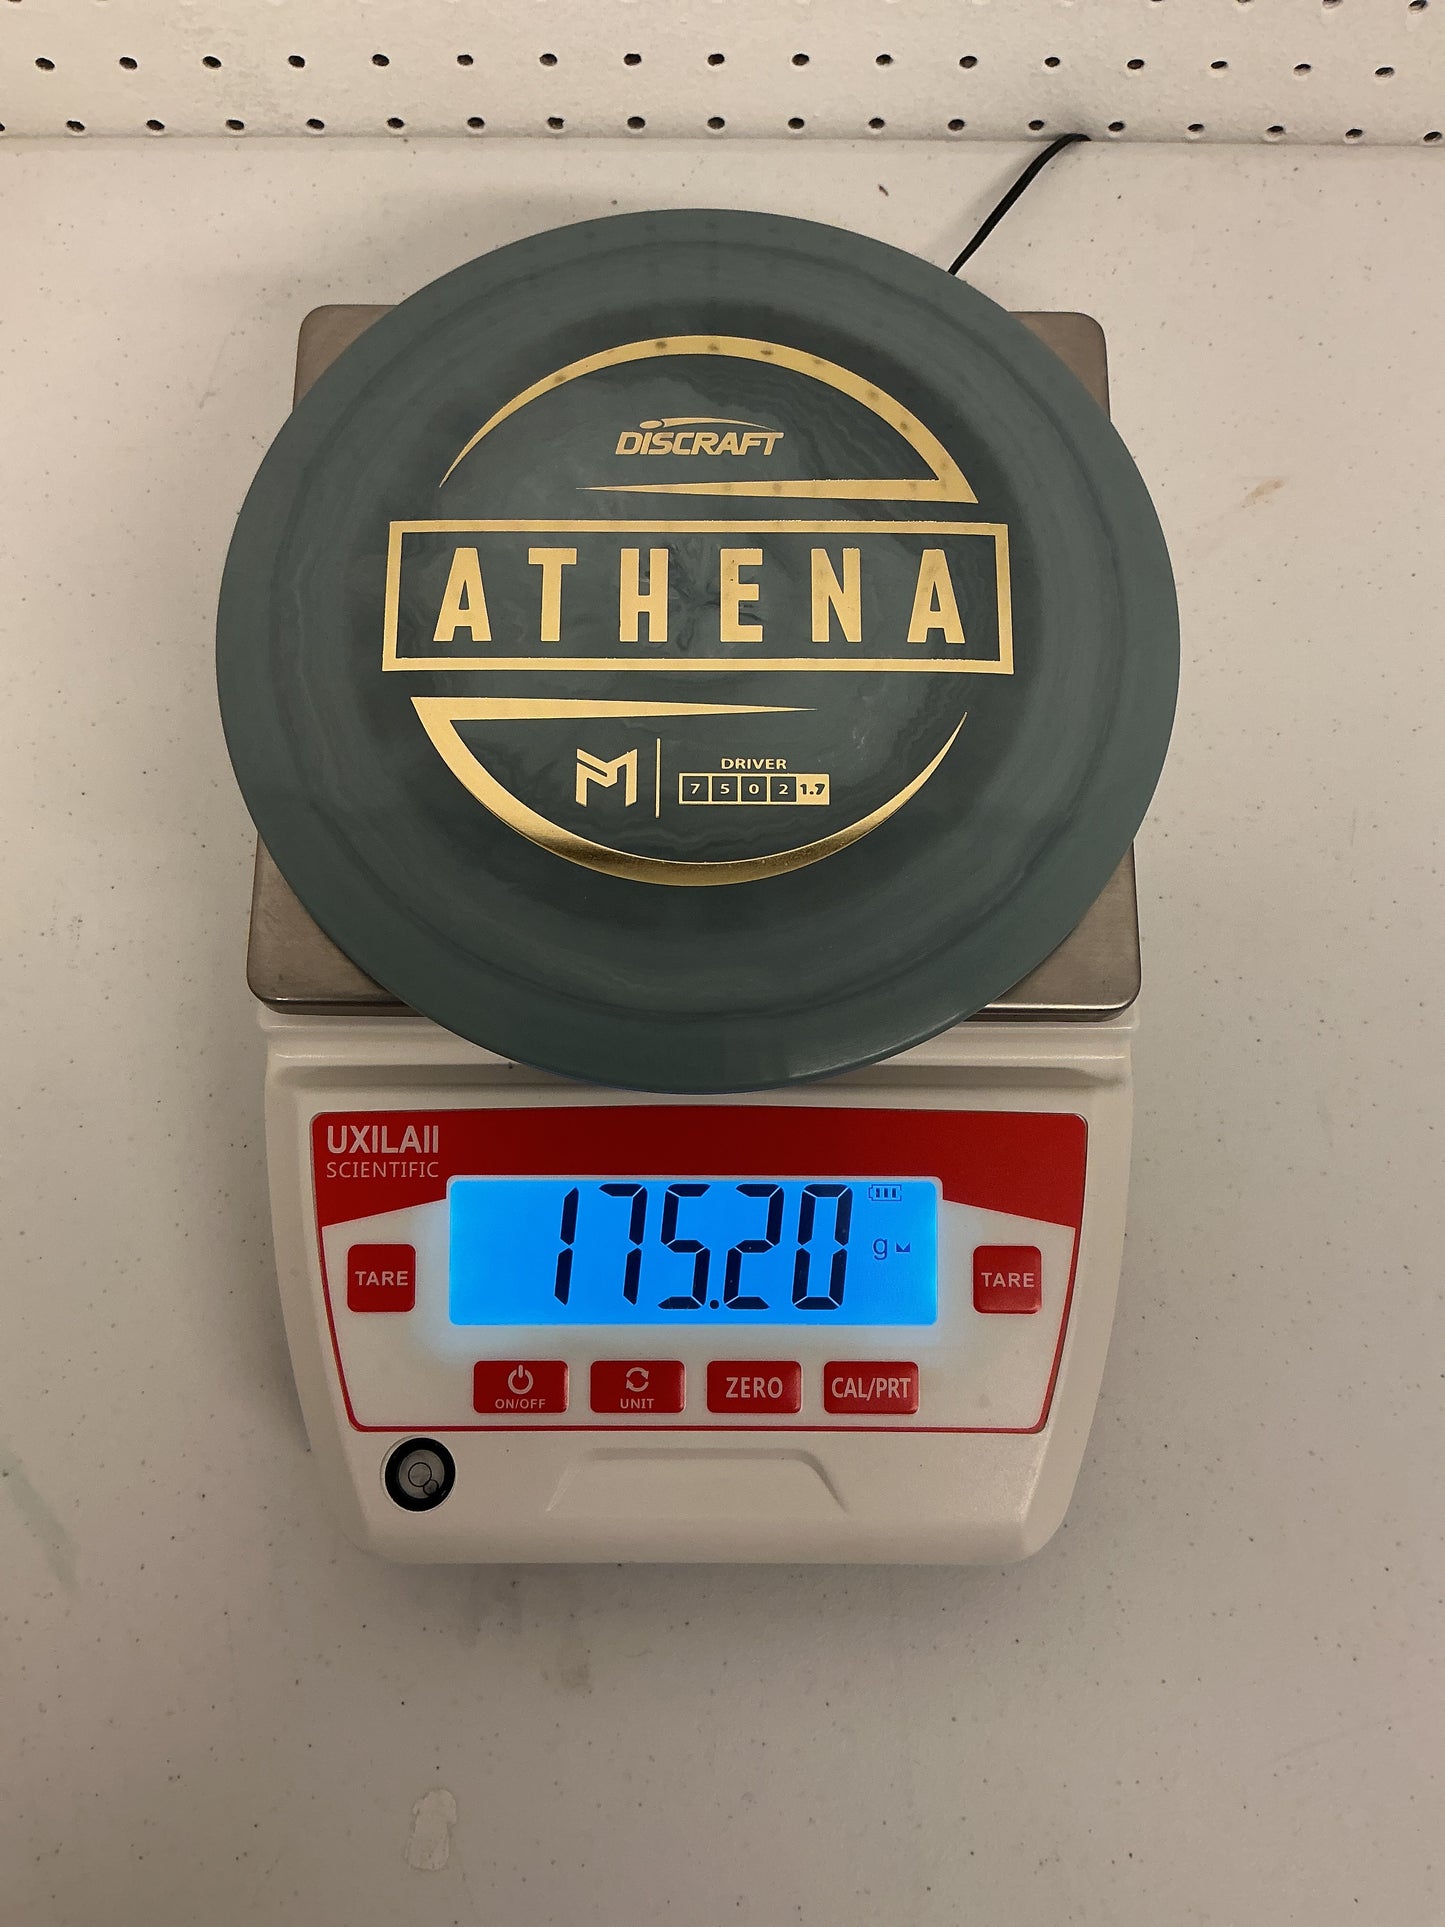 DISCRAFT
ATHENA
PM DRIVER
7 5 0 2 1.7
UXILAII
SCIENTIFIC
175.20 g
TARE TARE
ON/OFF UNIT ZERO CAL/PRT